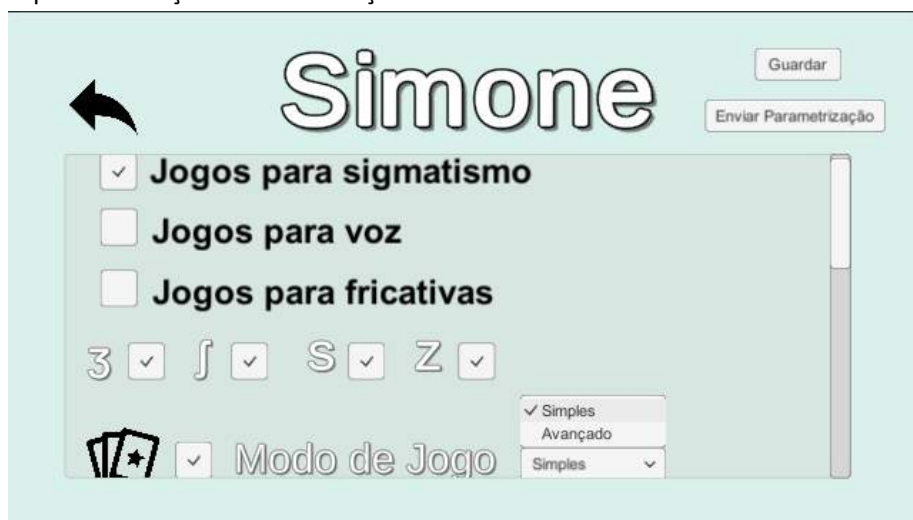 Simone
Guardar
Enviar Parametrização
Jogos para sigmatismo
Jogos para voz
Jogos para fricativas
ʒ ʃ S Z
Simples
Avançado
Modo de Jogo
Simples